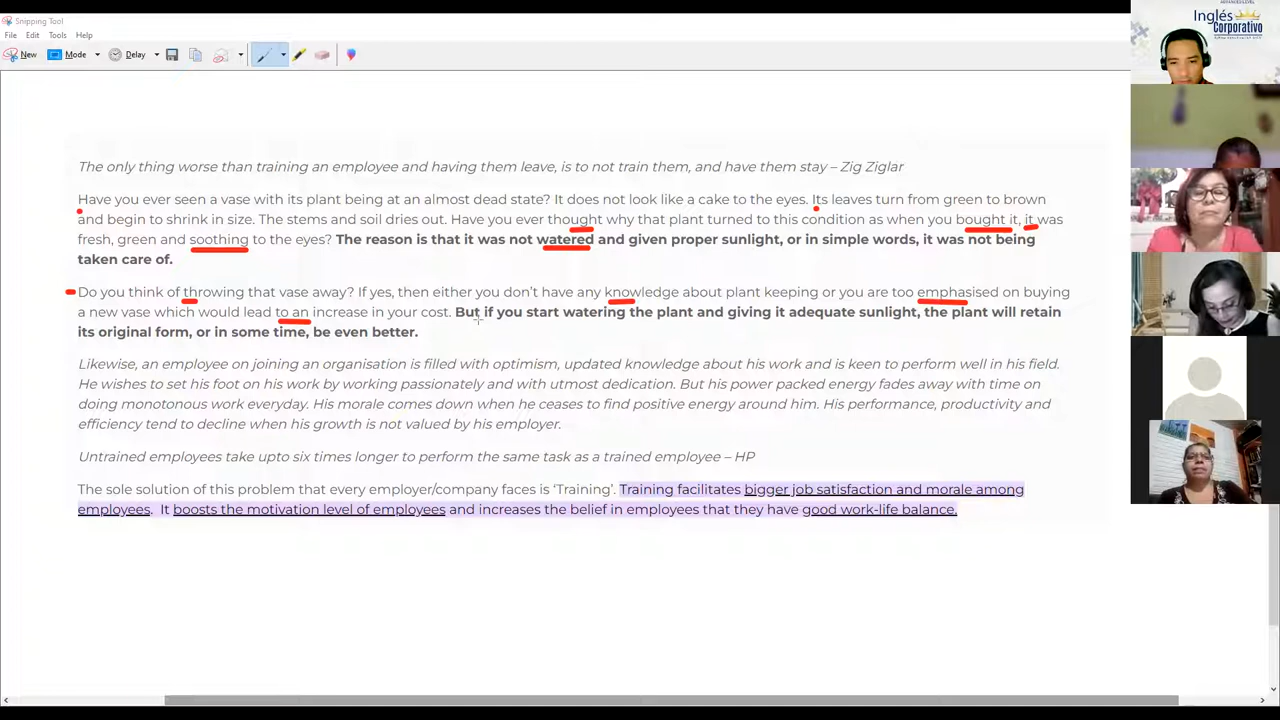 Snipping Tool
File Edit Tools Help
New Mode Delay
Inglés
Corporativo
The only thing worse than training an employee and having them leave, is to not train them, and have them stay – Zig Ziglar
Have you ever seen a vase with its plant being at an almost dead state? It does not look like a cake to the eyes. Its leaves turn from green to brown
and begin to shrink in size. The stems and soil dries out. Have you ever thought why that plant turned to this condition as when you bought it, it was
fresh, green and soothing to the eyes? The reason is that it was not watered and given proper sunlight, or in simple words, it was not being
taken care of.
Do you think of throwing that vase away? If yes, then either you don't have any knowledge about plant keeping or you are too emphasised on buying
a new vase which would lead to an increase in your cost. But if you start watering the plant and giving it adequate sunlight, the plant will retain
its original form, or in some time, be even better.
Likewise, an employee on joining an organisation is filled with optimism, updated knowledge about his work and is keen to perform well in his field.
He wishes to set his foot on his work by working passionately and with utmost dedication. But his power packed energy fades away with time on
doing monotonous work everyday. His morale comes down when he ceases to find positive energy around him. His performance, productivity and
efficiency tend to decline when his growth is not valued by his employer.
Untrained employees take upto six times longer to perform the same task as a trained employee – HP
The sole solution of this problem that every employer/company faces is 'Training'. Training facilitates bigger job satisfaction and morale among
employees.  It boosts the motivation level of employees and increases the belief in employees that they have good work-life balance.